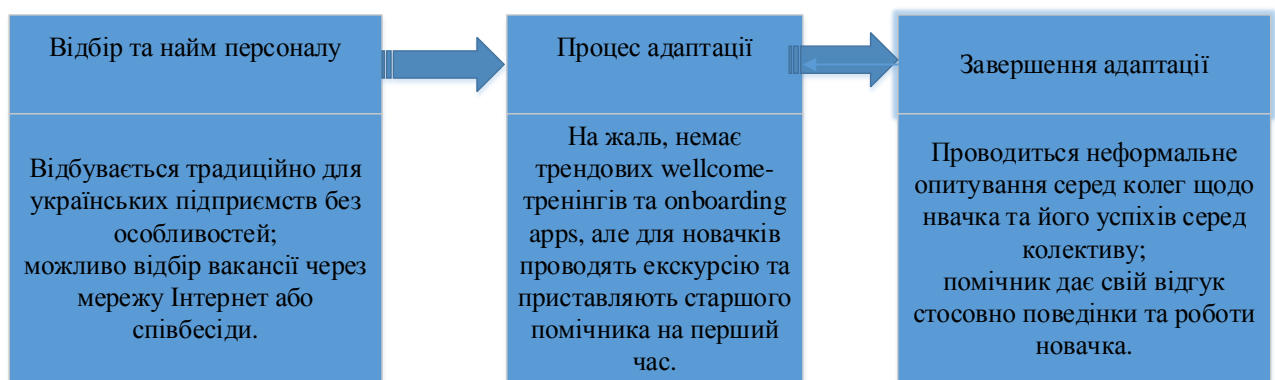 Відбір та найм персоналу
Відбувається традиційно для
українських підприємств без
особливостей;
можливо відбір вакансії через
мережу Інтернет або
співбесіди.
Процес адаптації
На жаль, немає
трендових wellcome-
тренінгів та onboarding
apps, але для новачків
проводять екскурсію та
приставляють старшого
помічника на перший
час.
Завершення адаптації
Проводиться неформальне
опитування серед колег щодо
нвачка та його успіхів серед
колективу;
помічник дає свій відгук
стосовно поведінки та роботи
новачка.